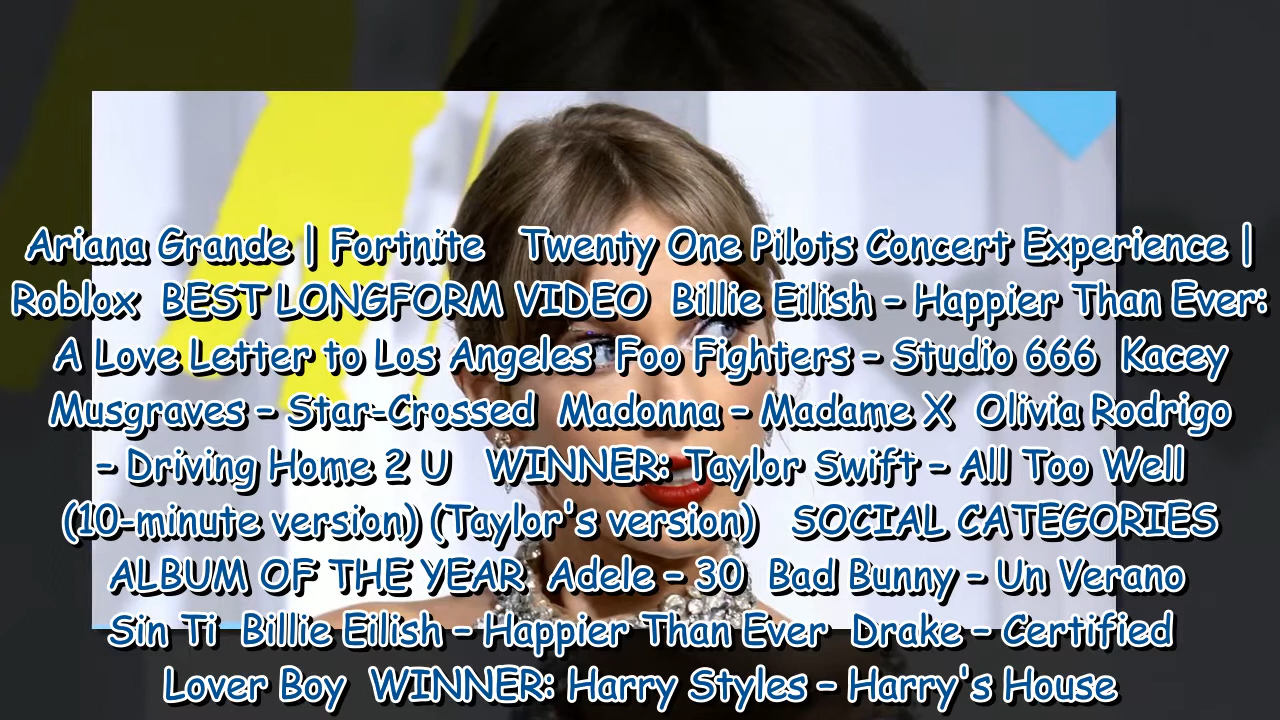 Ariana Grande | Fortnite   Twenty One Pilots Concert Experience |
Roblox  BEST LONGFORM VIDEO  Billie Eilish – Happier Than Ever:
A Love Letter to Los Angeles  Foo Fighters – Studio 666  Kacey
Musgraves – Star-Crossed  Madonna – Madame X  Olivia Rodrigo
– Driving Home 2 U   WINNER: Taylor Swift – All Too Well
(10-minute version) (Taylor's version)   SOCIAL CATEGORIES
ALBUM OF THE YEAR  Adele – 30  Bad Bunny – Un Verano
Sin Ti  Billie Eilish – Happier Than Ever  Drake – Certified
Lover Boy  WINNER: Harry Styles – Harry's House